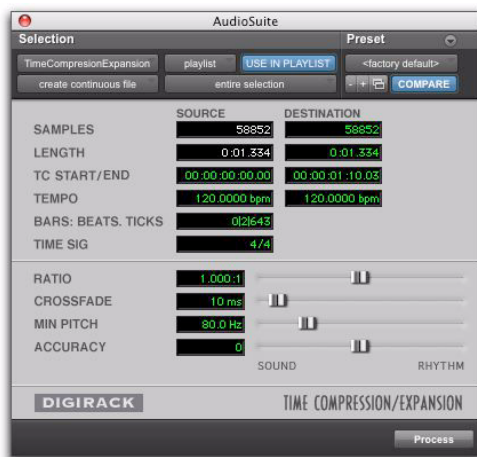 AudioSuite
Selection Preset
TimeCompresionExpansion playlist USE IN PLAYLIST <factory default>
create continuous file entire selection - + COMPARE
SOURCE DESTINATION
SAMPLES 58852 58852
LENGTH 0:01.334 0:01.334
TC START/END 00:00:00:00.00 00:00:01:10.03
TEMPO 120.0000 bpm 120.0000 bpm
BARS: BEATS. TICKS 0|2|643
TIME SIG 4/4
RATIO 1.000:1
CROSSFADE 10 ms
MIN PITCH 80.0 Hz
ACCURACY 0
SOUND RHYTHM
DIGIRACK TIME COMPRESSION/EXPANSION
Process